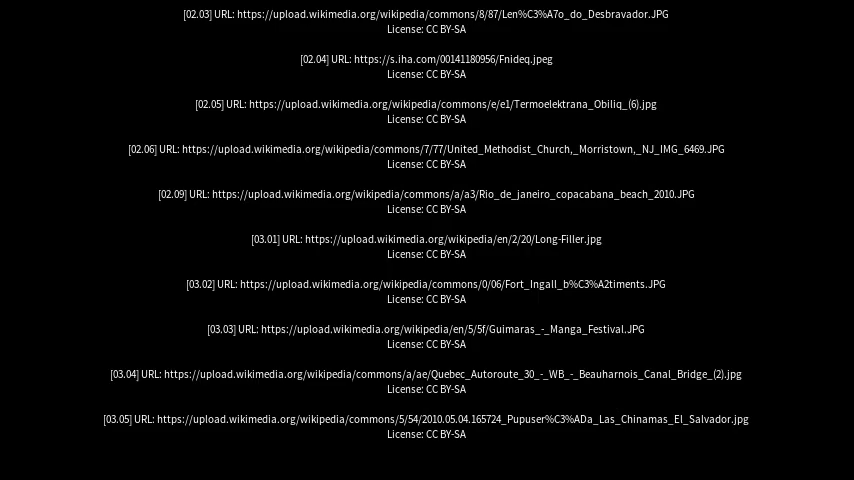 [02.03] URL: https://upload.wikimedia.org/wikipedia/commons/8/87/Len%C3%A7o_do_Desbravador.JPG
License: CC BY-SA
[02.04] URL: https://s.iha.com/00141180956/Fnideq.jpeg
License: CC BY-SA
[02.05] URL: https://upload.wikimedia.org/wikipedia/commons/e/e1/Termoelektrana_Obiliq_(6).jpg
License: CC BY-SA
[02.06] URL: https://upload.wikimedia.org/wikipedia/commons/7/77/United_Methodist_Church,_Morristown,_NJ_IMG_6469.JPG
License: CC BY-SA
[02.09] URL: https://upload.wikimedia.org/wikipedia/commons/a/a3/Rio_de_janeiro_copacabana_beach_2010.JPG
License: CC BY-SA
[03.01] URL: https://upload.wikimedia.org/wikipedia/en/2/20/Long-Filler.jpg
License: CC BY-SA
[03.02] URL: https://upload.wikimedia.org/wikipedia/commons/0/06/Fort_Ingall_b%C3%A2timents.JPG
License: CC BY-SA
[03.03] URL: https://upload.wikimedia.org/wikipedia/en/5/5f/Guimaras_-_Manga_Festival.JPG
License: CC BY-SA
[03.04] URL: https://upload.wikimedia.org/wikipedia/commons/a/ae/Quebec_Autoroute_30_-_WB_-_Beauharnois_Canal_Bridge_(2).jpg
License: CC BY-SA
[03.05] URL: https://upload.wikimedia.org/wikipedia/commons/5/54/2010.05.04.165724_Pupuser%C3%ADa_Las_Chinamas_El_Salvador.jpg
License: CC BY-SA